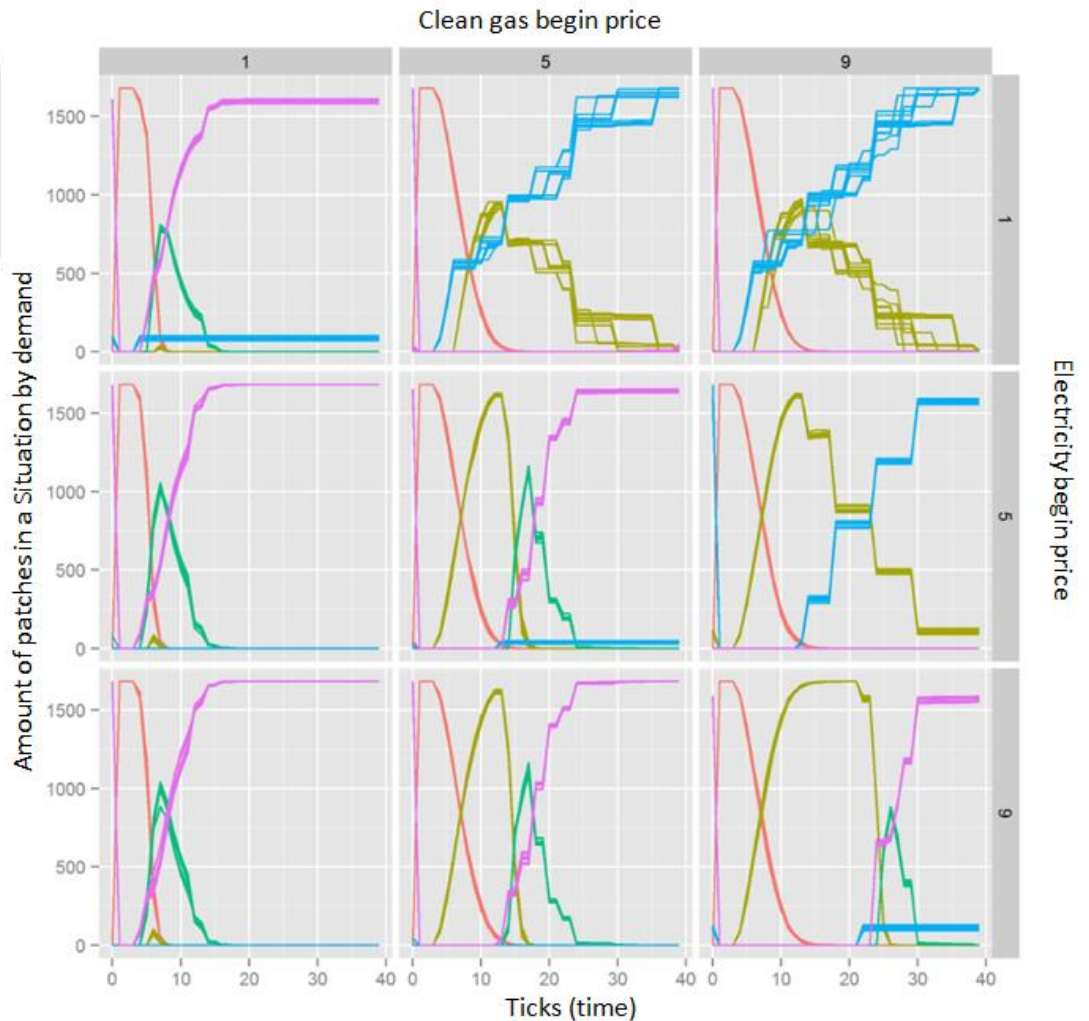 Clean gas begin price
1 5 9
1500
1000
500
0
1
1500
1000
500
0
5
1500
1000
500
0
9
0 10 20 30 40 0 10 20 30 40 0 10 20 30 40
Ticks (time)
Amount of patches in a Situation by demand
Electricity begin price